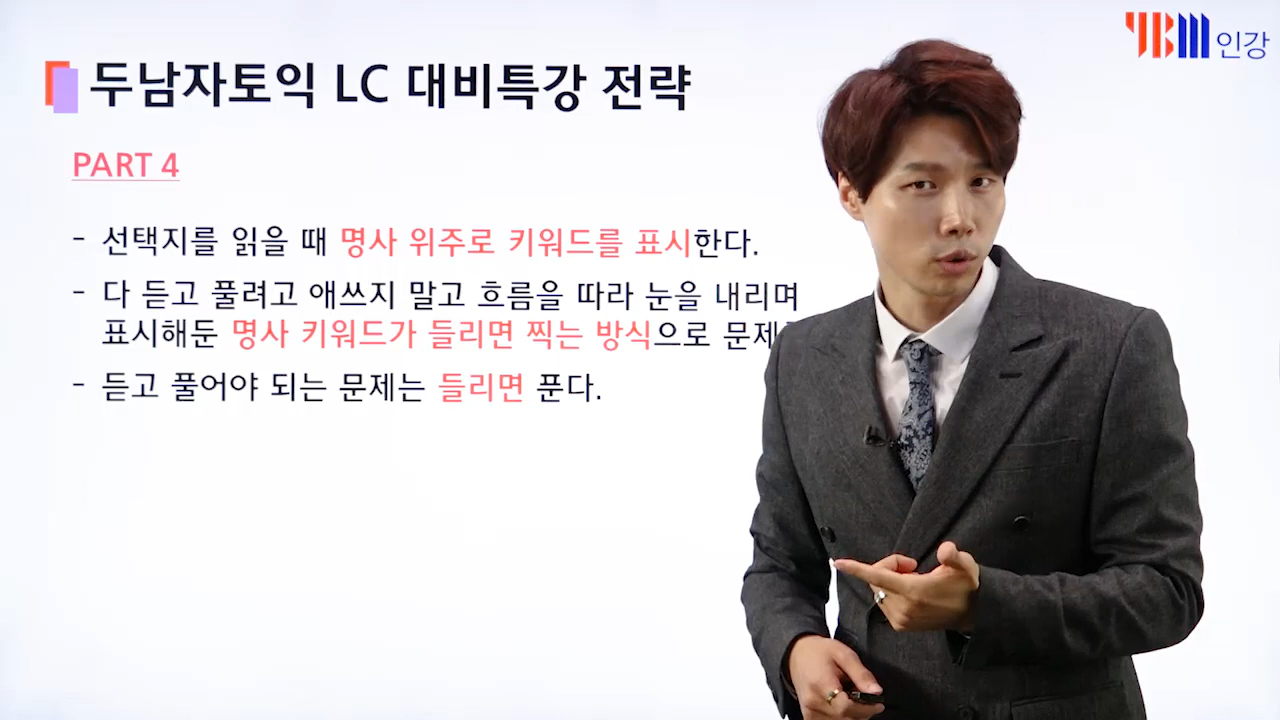 YBM 인강
두남자토익 LC 대비특강 전략
PART 4
- 선택지를 읽을 때 명사 위주로 키워드를 표시한다.
- 다 듣고 풀려고 애쓰지 말고 흐름을 따라 눈을 내리며
표시해둔 명사 키워드가 들리면 찍는 방식으로
- 듣고 풀어야 되는 문제는 들리면 푼다.